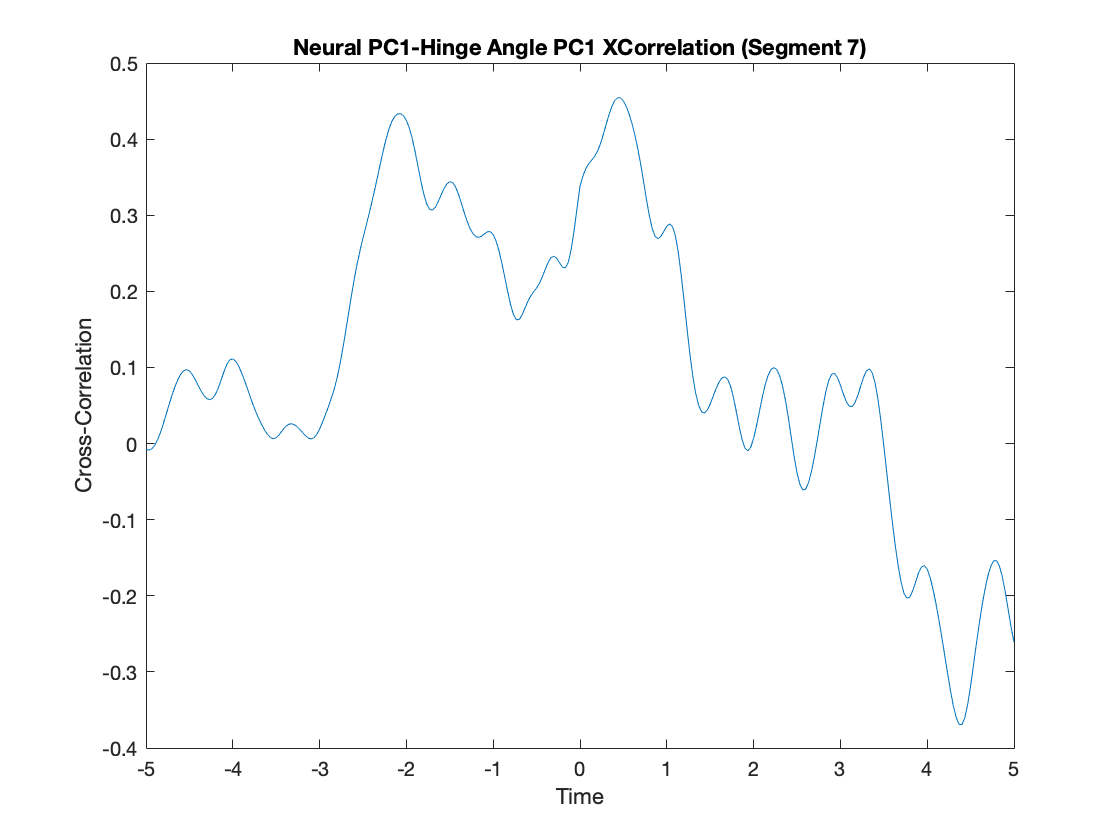 Neural PC1-Hinge Angle PC1 XCorrelation (Segment 7)
0.5
0.4
0.3
0.2
0.1
0
-0.1
-0.2
-0.3
-0.4
Cross-Correlation
-5 -4 -3 -2 -1 0 1 2 3 4 5
Time